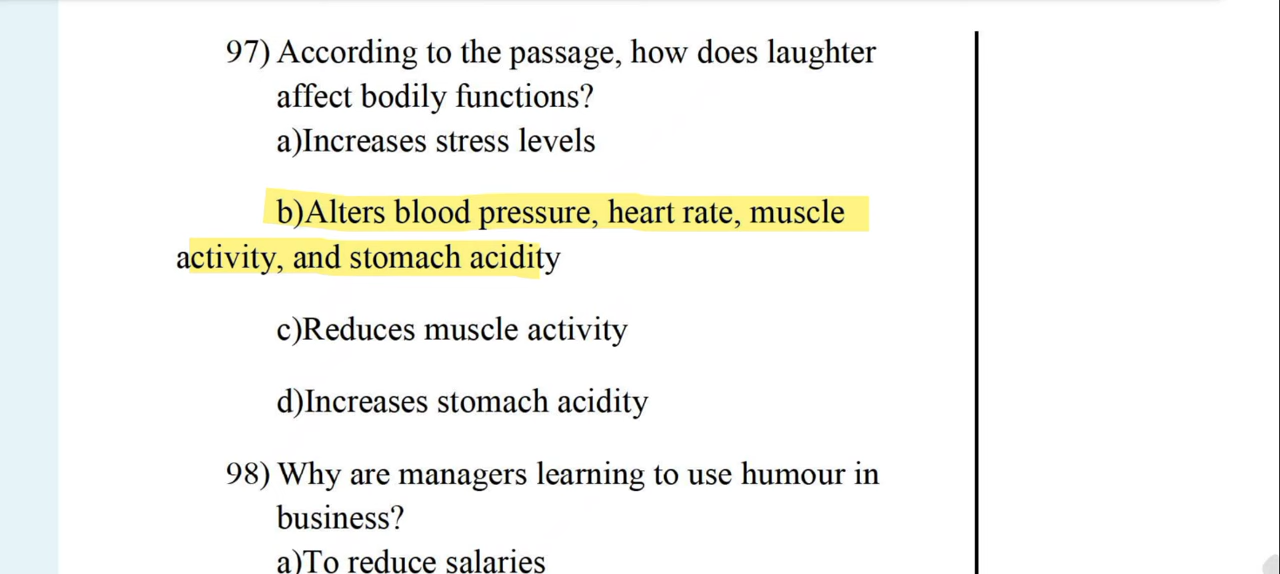 97) According to the passage, how does laughter
affect bodily functions?
a)Increases stress levels
b)Alters blood pressure, heart rate, muscle
activity, and stomach acidity
c)Reduces muscle activity
d)Increases stomach acidity
98) Why are managers learning to use humour in
business?
a)To reduce salaries